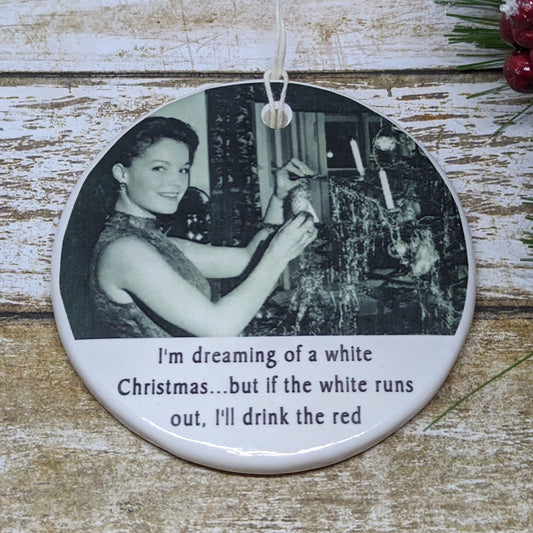 I'm dreaming of a white
Christmas...but if the white runs
out, I'll drink the red